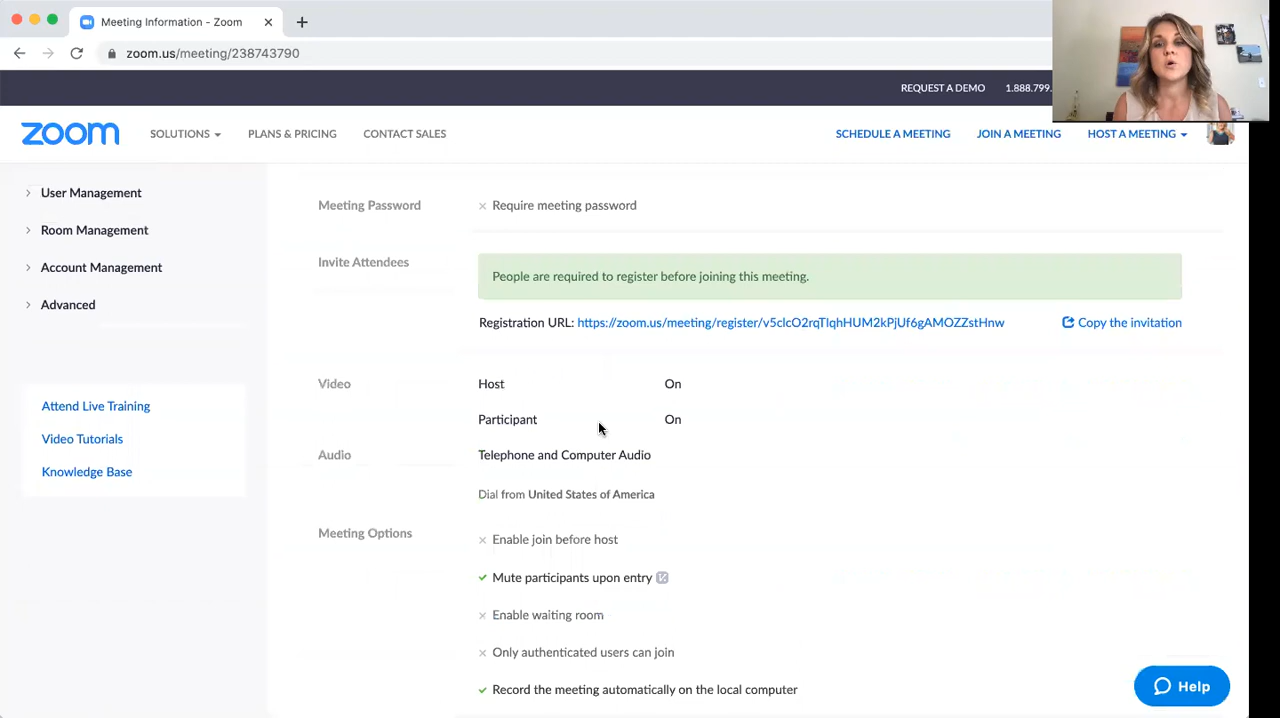 Meeting Information - Zoom
zoom.us/meeting/238743790
REQUEST A DEMO 1.888.799.
zoom SOLUTIONS PLANS & PRICING CONTACT SALES SCHEDULE A MEETING JOIN A MEETING HOST A MEETING
User Management
Room Management
Account Management
Advanced
Attend Live Training
Video Tutorials
Knowledge Base
Meeting Password Require meeting password
Invite Attendees People are required to register before joining this meeting.
Registration URL: https://zoom.us/meeting/register/v5clcO2rqTIqhHUM2kPjUf6gAMOZZstHnw Copy the invitation
Video Host On
Participant On
Audio Telephone and Computer Audio
Dial from United States of America
Meeting Options
Enable join before host
Mute participants upon entry
Enable waiting room
Only authenticated users can join
Record the meeting automatically on the local computer
Help